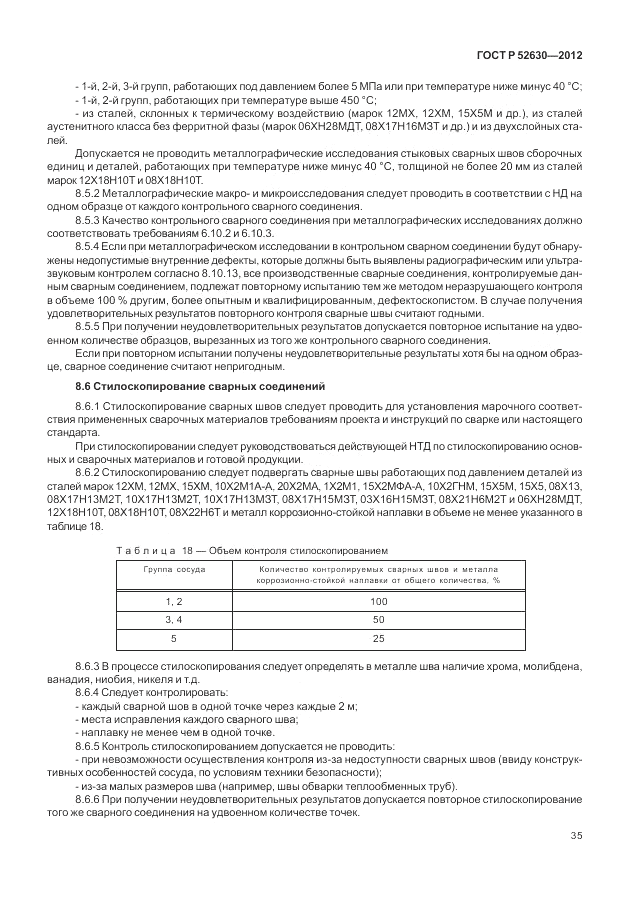 ГОСТ Р 52630—2012
- 1-й, 2-й, 3-й групп, работающих под давлением более 5 МПа или при температуре ниже минус 40 °С;
- 1-й, 2-й групп, работающих при температуре выше 450 °С;
- из сталей, склонных к термическому воздействию (марок 12МХ, 12ХМ, 15Х5М и др.), из сталей
аустенитного класса без ферритной фазы (марок 06ХН28МДТ, 08Х17Н16М3Т и др.) и из двухслойных ста-
лей.
Допускается не проводить металлографические исследования стыковых сварных швов сборочных
единиц и деталей, работающих при температуре ниже минус 40 °С, толщиной не более 20 мм из сталей
марок 12Х18Н10Т и 08Х18Н10Т.
8.5.2 Металлографические макро- и микроисследования следует проводить в соответствии с НД на
одном образце от каждого контрольного сварного соединения.
8.5.3 Качество контрольного сварного соединения при металлографических исследованиях должно
соответствовать требованиям 6.10.2 и 6.10.3.
8.5.4 Если при металлографическом исследовании в контрольном сварном соединении будут обнару-
жены недопустимые внутренние дефекты, которые должны быть выявлены радиографическим или ультра-
звуковым контролем согласно 8.10.13, все производственные сварные соединения, контролируемые дан-
ным сварным соединением, подлежат повторному испытанию тем же методом неразрушающего контроля
в объеме 100 % другим, более опытным и квалифицированным, дефектоскопистом. В случае получения
удовлетворительных результатов повторного контроля сварные швы считают годными.
8.5.5 При получении неудовлетворительных результатов допускается повторное испытание на удво-
енном количестве образцов, вырезанных из того же контрольного сварного соединения.
Если при повторном испытании получены неудовлетворительные результаты хотя бы на одном образ-
це, сварное соединение считают непригодным.
8.6 Стилоскопирование сварных соединений
8.6.1 Стилоскопирование сварных швов следует проводить для установления марочного соответ-
ствия примененных сварочных материалов требованиям проекта и инструкций по сварке или настоящего
стандарта.
При стилоскопировании следует руководствоваться действующей НТД по стилоскопированию основ-
ных и сварочных материалов и готовой продукции.
8.6.2 Стилоскопированию следует подвергать сварные швы работающих под давлением деталей из
сталей марок 12ХМ, 12МХ, 15ХМ, 10Х2М1А-А, 20Х2МА, 1Х2М1, 15Х2МФА-А, 10Х2ГНМ, 15Х5М, 15Х5, 08Х13,
08Х17Н13М2Т, 10Х17Н13М2Т, 10Х17Н13М3Т, 08Х17Н15М3Т, 03Х16Н15М3Т, 08Х21Н6М2Т и 06ХН28МДТ,
12Х18Н10Т, 08Х18Н10Т, 08Х22Н6Т и металл коррозионно-стойкой наплавки в объеме не менее указанного в
таблице 18.
Таблица 18 — Объем контроля стилоскопированием
Группа сосуда
Количество контролируемых сварных швов и металла
коррозионно-стойкой наплавки от общего количества, %
1, 2 100
3, 4 50
5 25
8.6.3 В процессе стилоскопирования следует определять в металле шва наличие хрома, молибдена,
ванадия, ниобия, никеля и т.д.
8.6.4 Следует контролировать:
- каждый сварной шов в одной точке через каждые 2 м;
- места исправления каждого сварного шва;
- наплавку не менее чем в одной точке.
8.6.5 Контроль стилоскопированием допускается не проводить:
- при невозможности осуществления контроля из-за недоступности сварных швов (ввиду конструк-
тивных особенностей сосуда, по условиям техники безопасности);
- из-за малых размеров шва (например, швы обварки теплообменных труб).
8.6.6 При получении неудовлетворительных результатов допускается повторное стилоскопирование
того же сварного соединения на удвоенном количестве точек.
35